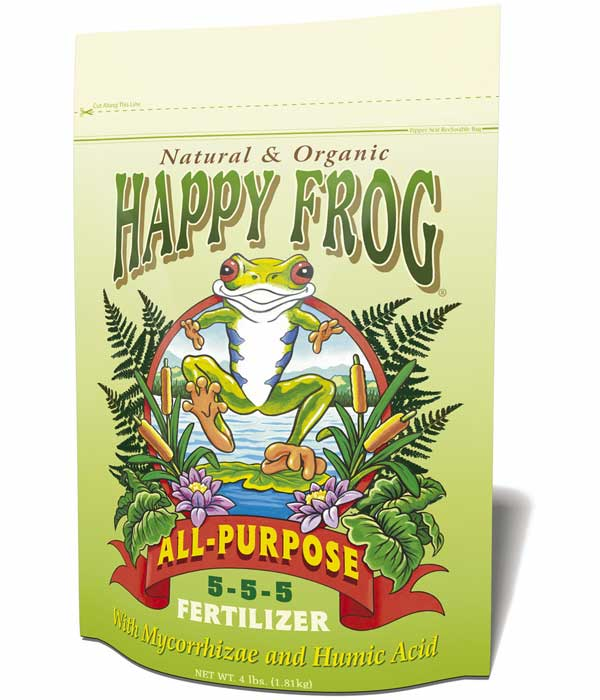 Cut Along This Line
Zipper Seal Recloseable Bag
Natural & Organic
HAPPY FROG®
ALL-PURPOSE
5-5-5
FERTILIZER
With Mycorrhizae and Humic Acid
NET WT. 4 lbs. (1.81kg)